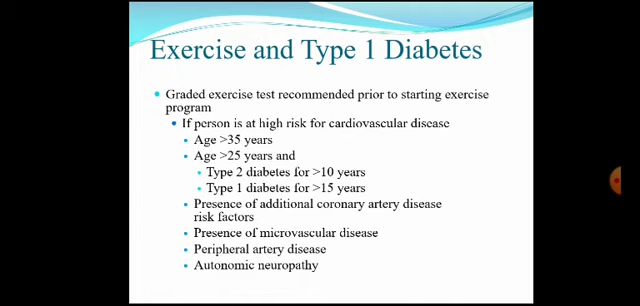 Exercise and Type 1 Diabetes
Graded exercise test recommended prior to starting exercise
program
If person is at high risk for cardiovascular disease
Age >35 years
Age >25 years and
Type 2 diabetes for >10 years
Type 1 diabetes for >15 years
Presence of additional coronary artery disease
risk factors
Presence of microvascular disease
Peripheral artery disease
Autonomic neuropathy